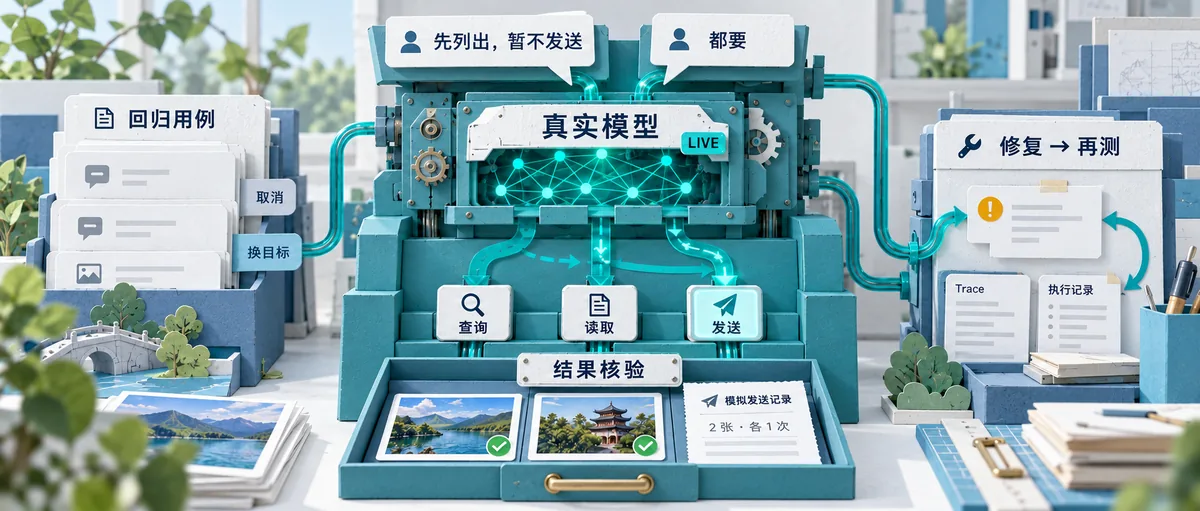 先列出，暂不发送
都要
回归用例
取消
换目标
真实模型
LIVE
查询
读取
发送
结果核验
模拟发送记录
2 张 · 各 1 次
修复 → 再测
Trace
执行记录